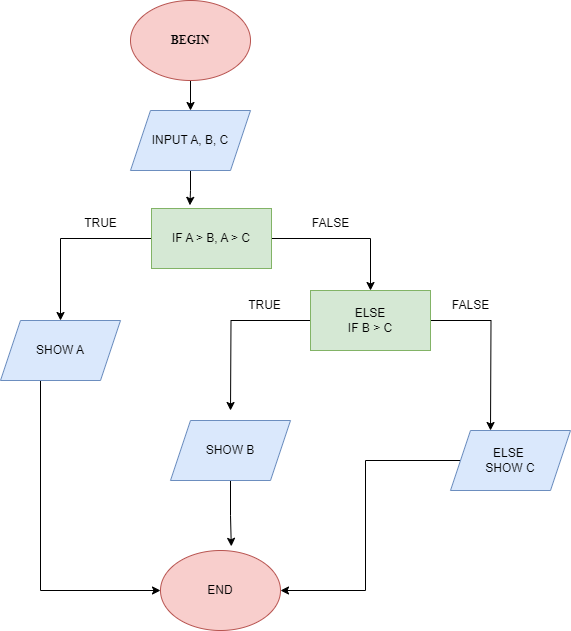 BEGIN
INPUT A, B, C
TRUE
FALSE
IF A > B, A > C
TRUE
FALSE
ELSE
IF B > C
SHOW A
SHOW B
ELSE
SHOW C
END